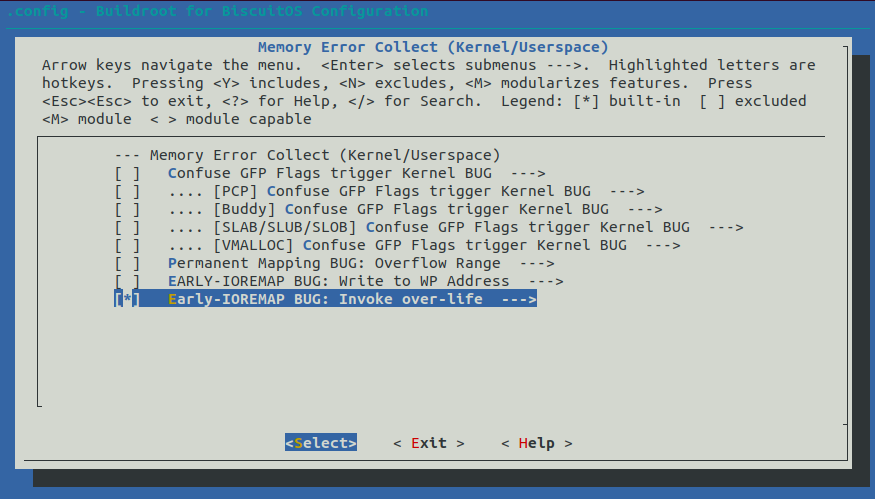 .config - Buildroot for BiscuitOS Configuration
Memory Error Collect (Kernel/Userspace)
Arrow keys navigate the menu.  <Enter> selects submenus --->.  Highlighted letters are
hotkeys.  Pressing <Y> includes, <N> excludes, <M> modularizes features.  Press
<Esc><Esc> to exit, <?> for Help, </> for Search.  Legend: [*] built-in  [ ] excluded
<M> module  < > module capable
--- Memory Error Collect (Kernel/Userspace)
[ ]   Confuse GFP Flags trigger Kernel BUG  --->
[ ]   .... [PCP] Confuse GFP Flags trigger Kernel BUG  --->
[ ]   .... [Buddy] Confuse GFP Flags trigger Kernel BUG  --->
[ ]   .... [SLAB/SLUB/SLOB] Confuse GFP Flags trigger Kernel BUG  --->
[ ]   .... [VMALLOC] Confuse GFP Flags trigger Kernel BUG  --->
[ ]   Permanent Mapping BUG: Overflow Range  --->
[ ]   EARLY-IOREMAP BUG: Write to WP Address  --->
[*]   Early-IOREMAP BUG: Invoke over-life  --->
<Select>    < Exit >    < Help >